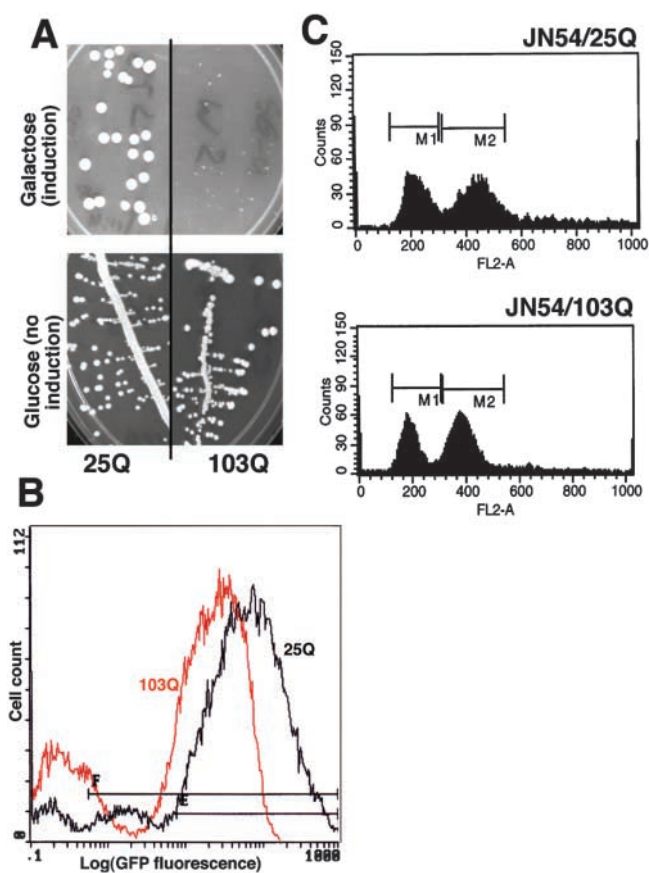 A
Galactose
(induction)
Glucose (no
induction)
25Q
103Q
B
112
Cell count
0
103Q
25Q
F
E
.1
1000
Log(GFP fluorescence)
C
JN54/25Q
150
120
90
60
30
0
Counts
M1
M2
0
200
400
600
800
1000
FL2-A
JN54/103Q
150
120
90
60
30
0
Counts
M1
M2
0
200
400
600
800
1000
FL2-A